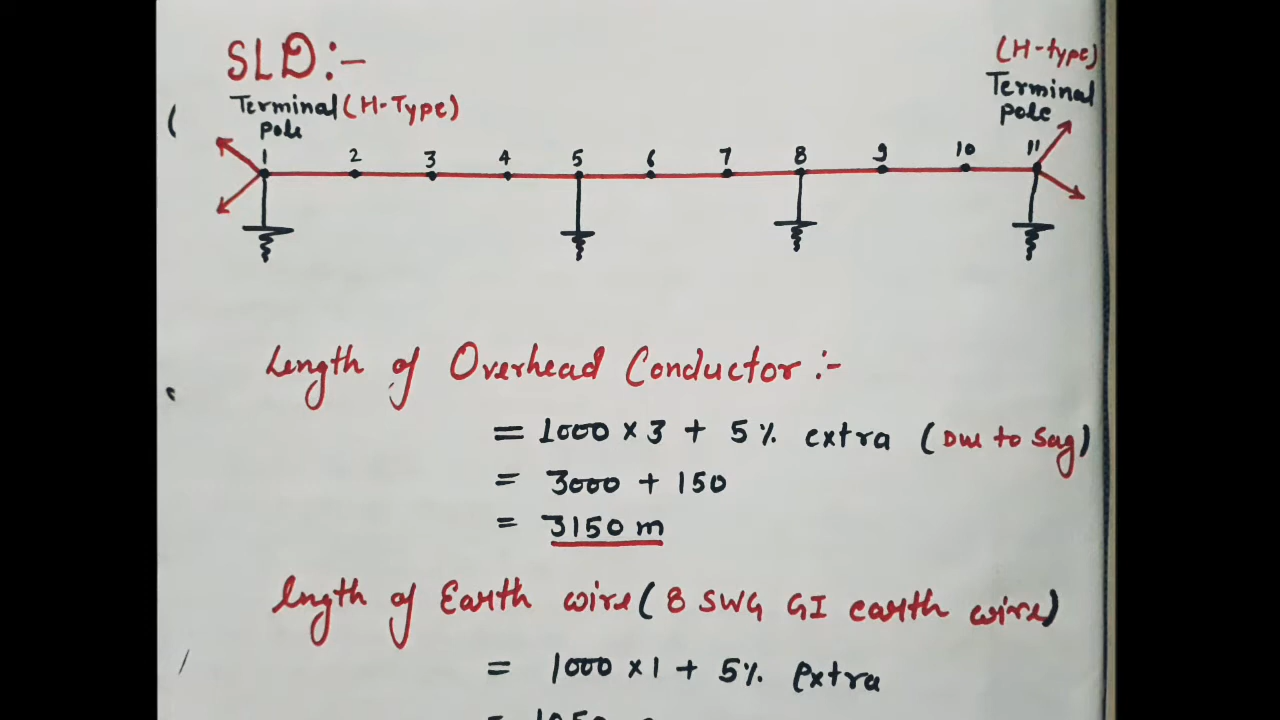 SLD:-
(H-type)
Terminal
pole
Terminal (H-Type)
pole
1 2 3 4 5 6 7 8 9 10 11
Length of Overhead Conductor :-
= 1000 × 3 + 5% extra (Due to Sag)
= 3000 + 150
= 3150 m
length of Earth wire (8 SWG GI earth wire)
= 1000 × 1 + 5% extra
= 1050